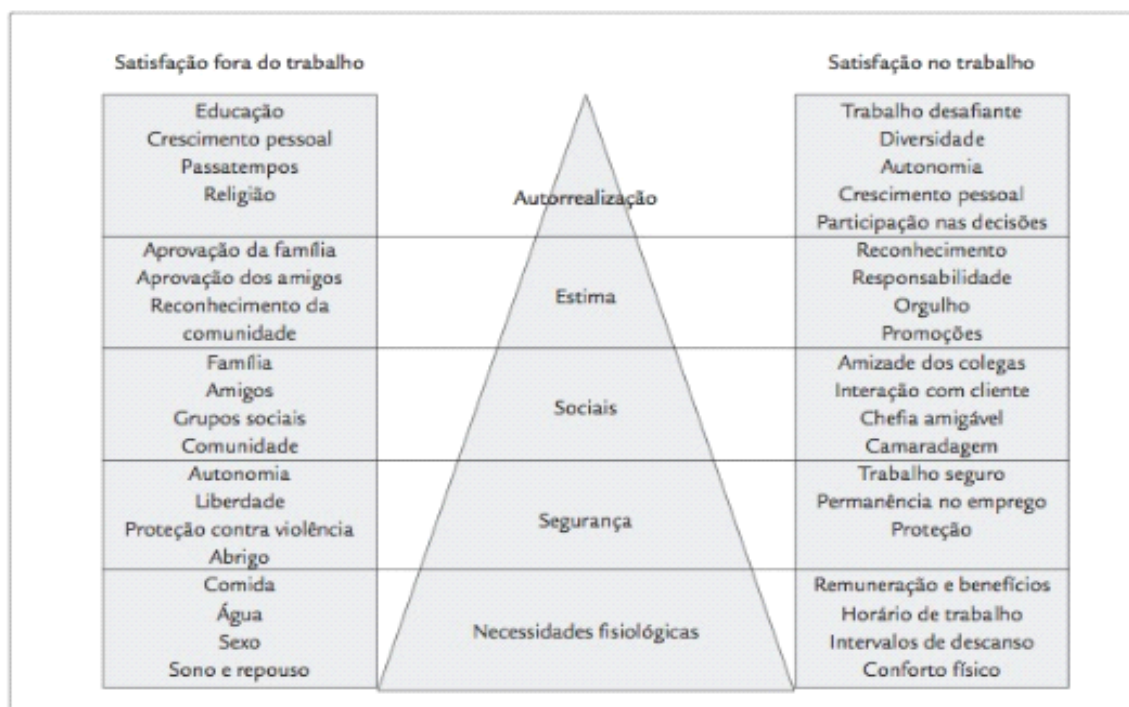 Satisfação fora do trabalho
Satisfação no trabalho
Educação
Crescimento pessoal
Passatempos
Religião
Autorrealização
Trabalho desafiante
Diversidade
Autonomia
Crescimento pessoal
Participação nas decisões
Aprovação da família
Aprovação dos amigos
Reconhecimento da
comunidade
Estima
Reconhecimento
Responsabilidade
Orgulho
Promoções
Família
Amigos
Grupos sociais
Comunidade
Sociais
Amizade dos colegas
Interação com cliente
Chefia amigável
Camaradagem
Autonomia
Liberdade
Proteção contra violência
Abrigo
Segurança
Trabalho seguro
Permanência no emprego
Proteção
Comida
Água
Sexo
Sono e repouso
Necessidades fisiológicas
Remuneração e benefícios
Horário de trabalho
Intervalos de descanso
Conforto físico